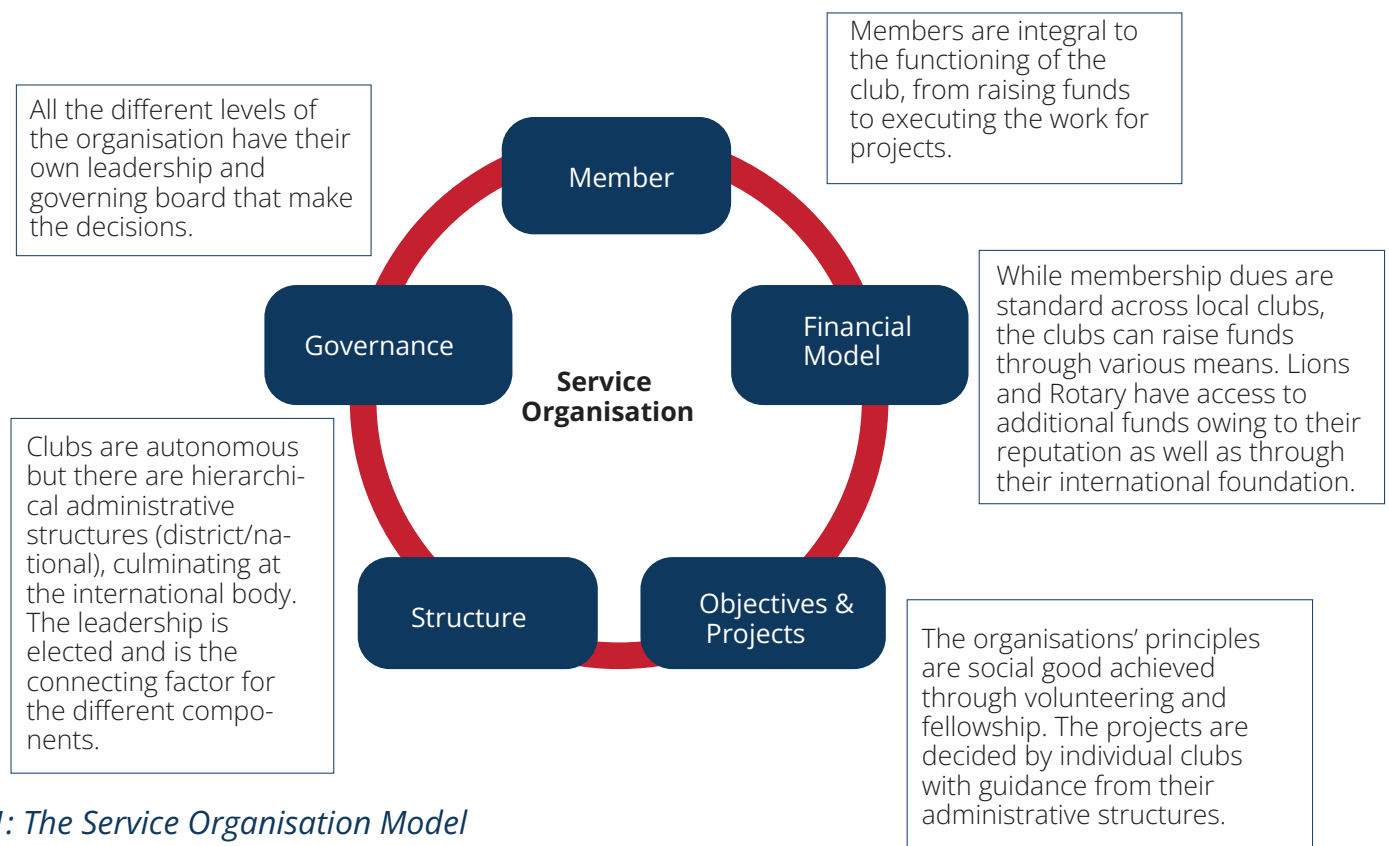 Members are integral to
the functioning of the
club, from raising funds
to executing the work for
projects.
All the different levels of
the organisation have their
own leadership and
governing board that make
the decisions.
Member
Governance
Financial
Model
Service
Organisation
While membership dues are
standard across local clubs,
the clubs can raise funds
through various means. Lions
and Rotary have access to
additional funds owing to their
reputation as well as through
their international foundation.
Clubs are autonomous
but there are hierarchi-
cal administrative
structures (district/na-
tional), culminating at
the international body.
The leadership is
elected and is the
connecting factor for
the different compo-
nents.
Structure
Objectives &
Projects
The organisations’ principles
are social good achieved
through volunteering and
fellowship. The projects are
decided by individual clubs
with guidance from their
administrative structures.
: The Service Organisation Model